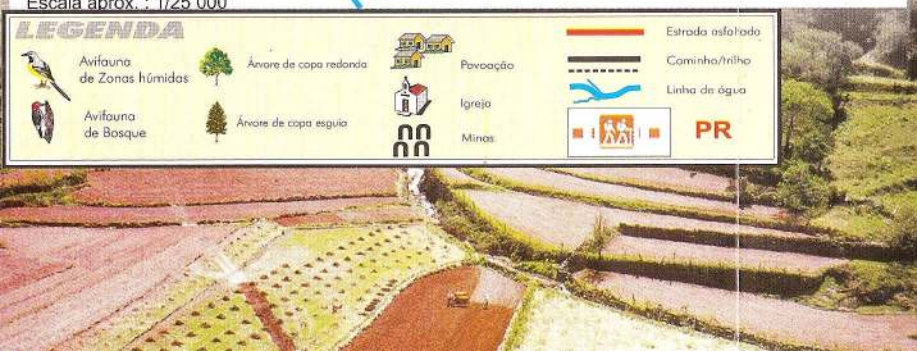 Escala aprox. : 1/25 000
LEGENDA
Avifauna
de Zonas húmidas
Avifauna
de Bosque
Árvore de copa redonda
Árvore de copa esguia
Povoação
Igreja
Minas
Estrada asfaltada
Caminho/trilho
Linha de água
PR